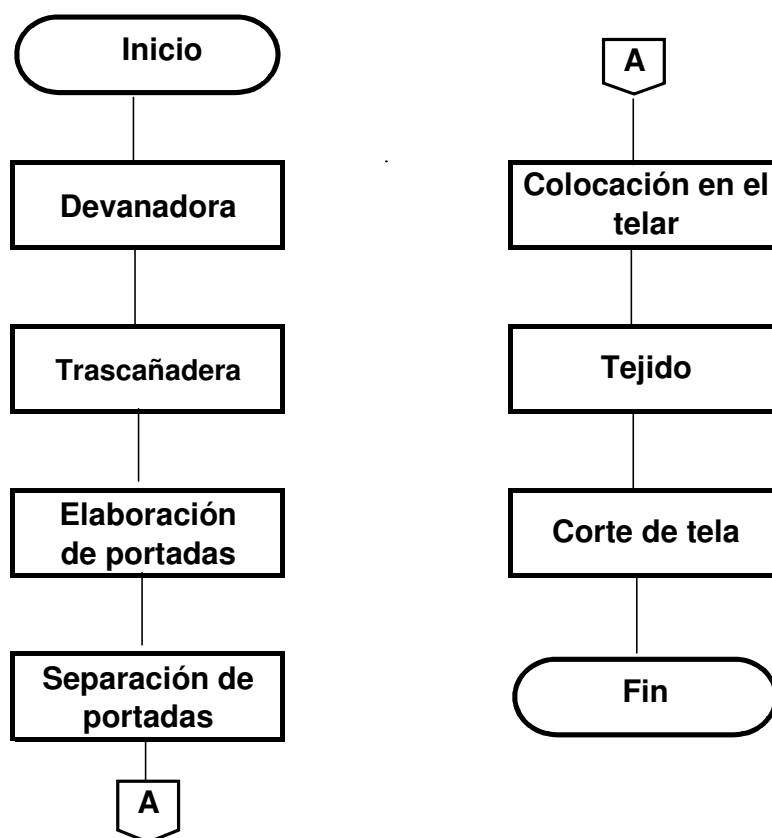 Inicio
Devanadora
Trascañadera
Elaboración
de portadas
Separación de
portadas
A
A
Colocación en el
telar
Tejido
Corte de tela
Fin